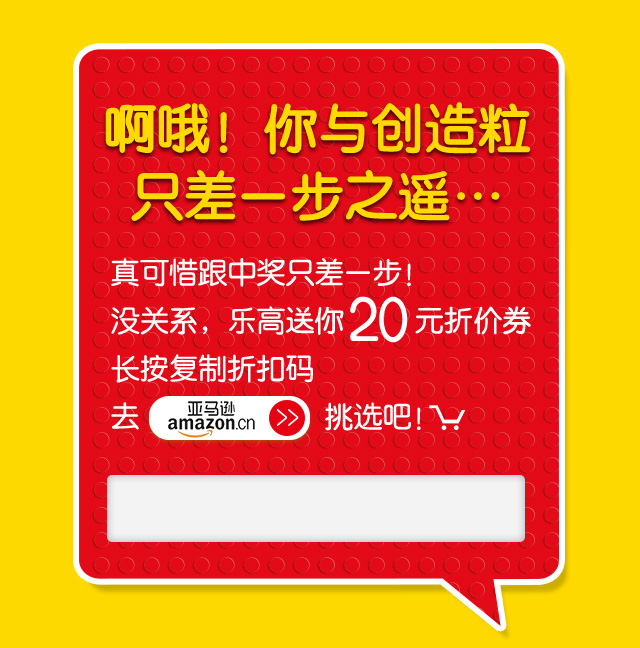 啊哦！你与创造粒
只差一步之遥…
真可惜跟中奖只差一步！
没关系，乐高送你20元折价券
长按复制折扣码
去 亚马逊 amazon.cn >> 挑选吧！